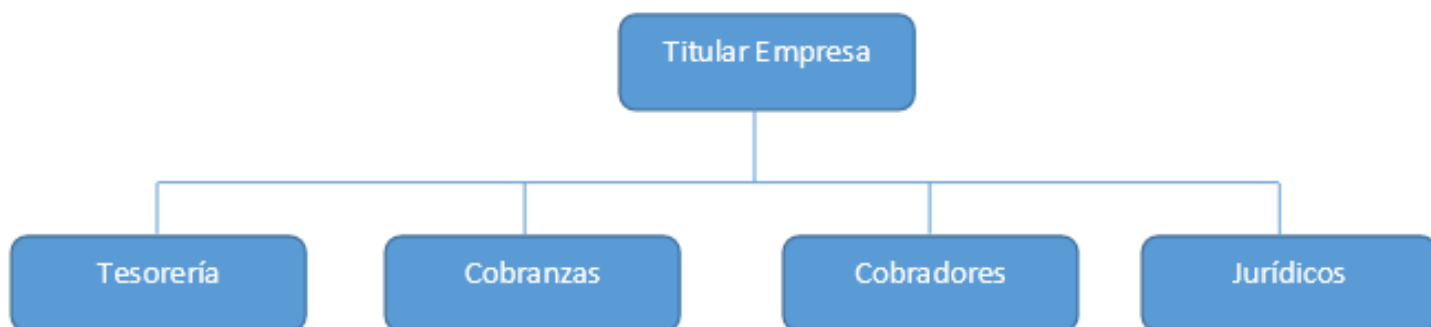 Titular Empresa
Tesorería
Cobranzas
Cobradores
Jurídicos